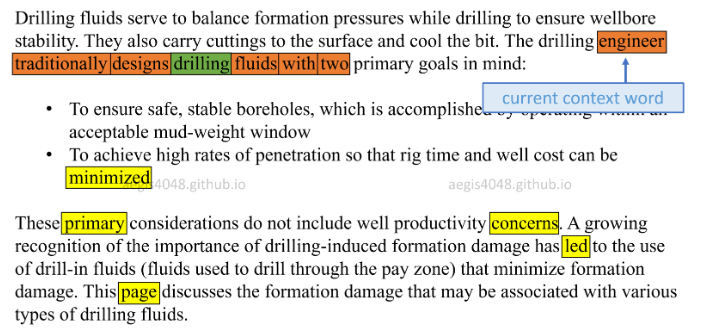 Drilling fluids serve to balance formation pressures while drilling to ensure wellbore
stability. They also carry cuttings to the surface and cool the bit. The drilling engineer
traditionally designs drilling fluids with two primary goals in mind:
current context word
• To ensure safe, stable boreholes, which is accomplished by operating within an
acceptable mud-weight window
• To achieve high rates of penetration so that rig time and well cost can be
minimized
aegis4048.github.io aegis4048.github.io
These primary considerations do not include well productivity concerns. A growing
recognition of the importance of drilling-induced formation damage has led to the use
of drill-in fluids (fluids used to drill through the pay zone) that minimize formation
damage. This page discusses the formation damage that may be associated with various
types of drilling fluids.